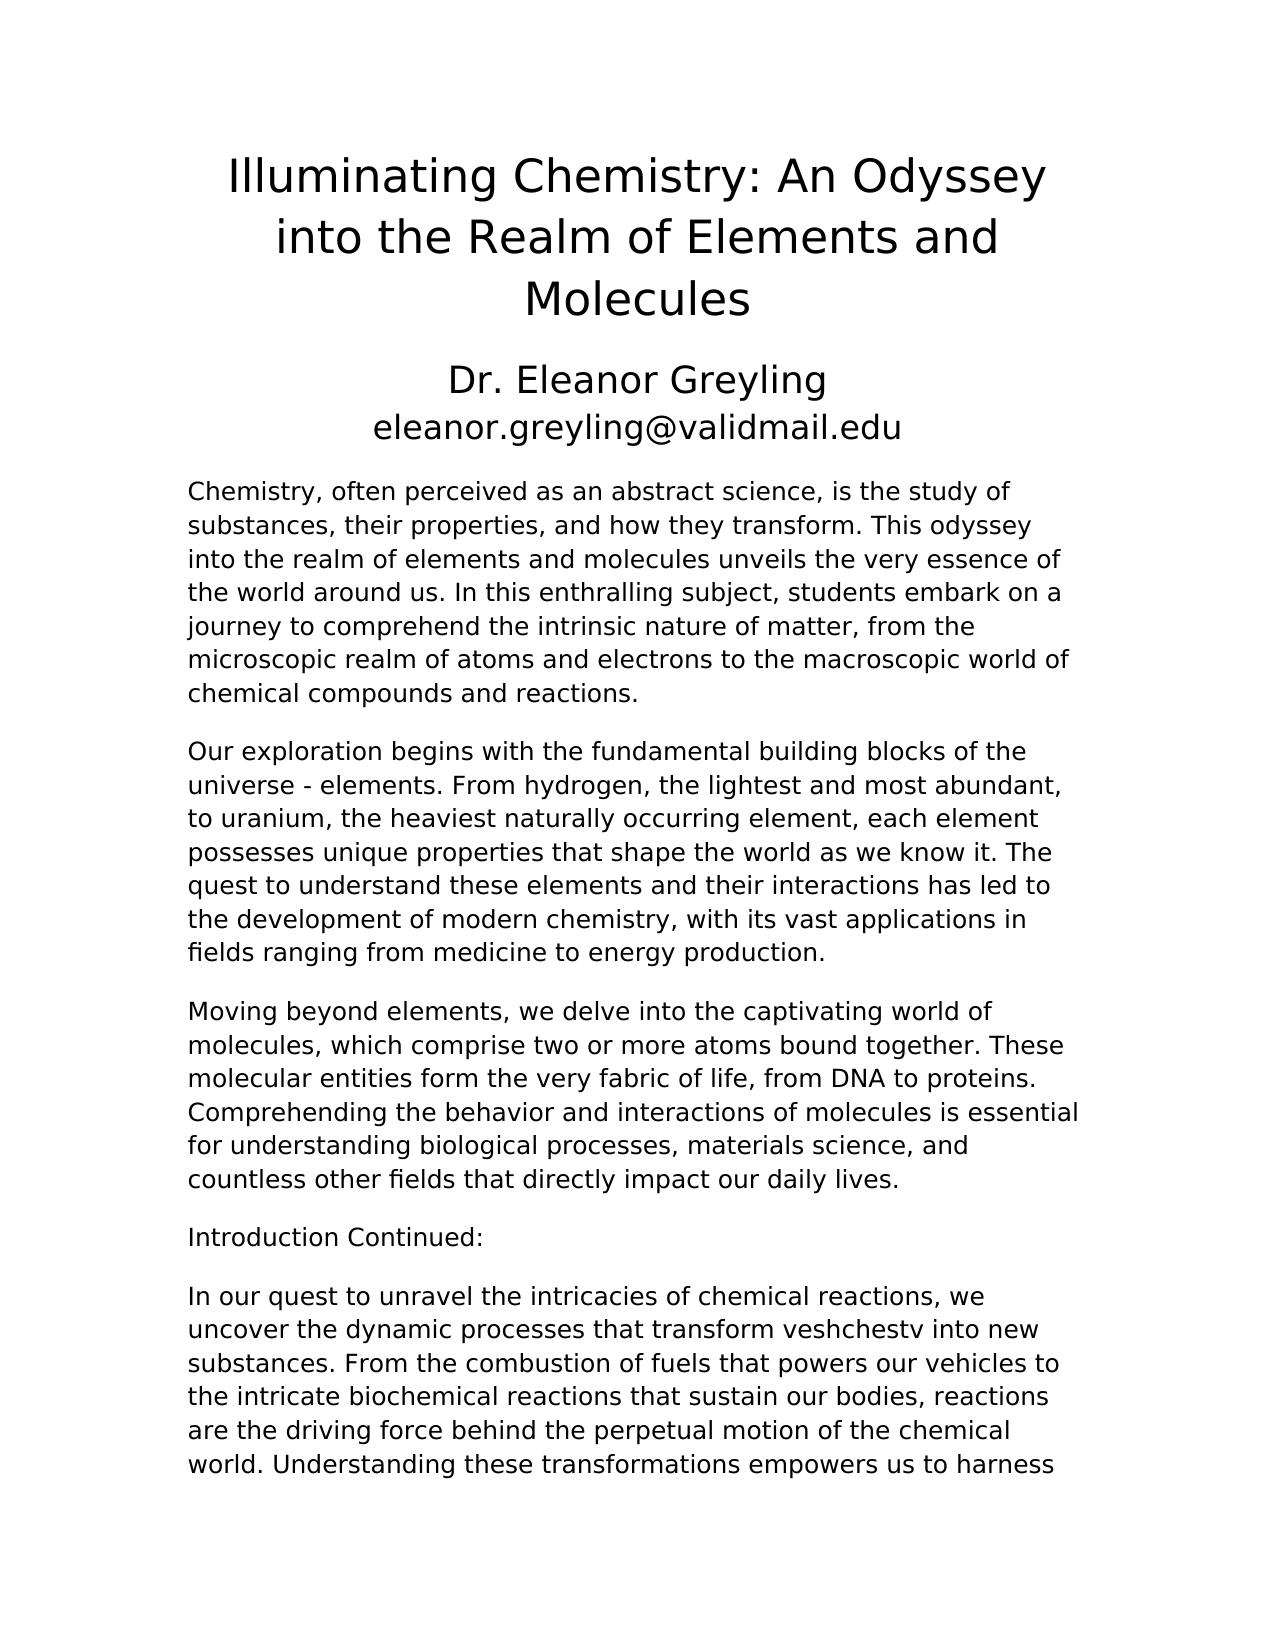 Illuminating Chemistry: An Odyssey
into the Realm of Elements and
Molecules
Dr. Eleanor Greyling
eleanor.greyling@validmail.edu
Chemistry, often perceived as an abstract science, is the study of
substances, their properties, and how they transform. This odyssey
into the realm of elements and molecules unveils the very essence of
the world around us. In this enthralling subject, students embark on a
journey to comprehend the intrinsic nature of matter, from the
microscopic realm of atoms and electrons to the macroscopic world of
chemical compounds and reactions.
Our exploration begins with the fundamental building blocks of the
universe - elements. From hydrogen, the lightest and most abundant,
to uranium, the heaviest naturally occurring element, each element
possesses unique properties that shape the world as we know it. The
quest to understand these elements and their interactions has led to
the development of modern chemistry, with its vast applications in
fields ranging from medicine to energy production.
Moving beyond elements, we delve into the captivating world of
molecules, which comprise two or more atoms bound together. These
molecular entities form the very fabric of life, from DNA to proteins.
Comprehending the behavior and interactions of molecules is essential
for understanding biological processes, materials science, and
countless other fields that directly impact our daily lives.
Introduction Continued:
In our quest to unravel the intricacies of chemical reactions, we
uncover the dynamic processes that transform veshchestv into new
substances. From the combustion of fuels that powers our vehicles to
the intricate biochemical reactions that sustain our bodies, reactions
are the driving force behind the perpetual motion of the chemical
world. Understanding these transformations empowers us to harness